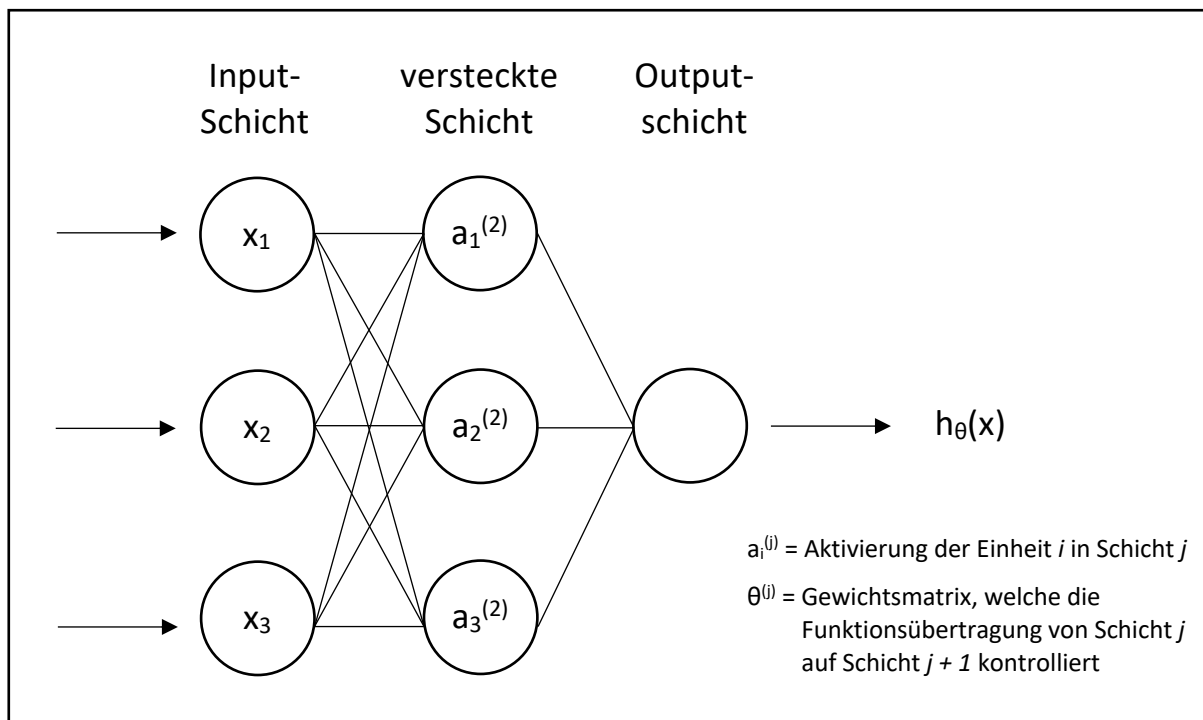 Input-
Schicht
versteckte
Schicht
Output-
schicht
x₁
a₁⁽²⁾
x₂
a₂⁽²⁾
hθ(x)
x₃
a₃⁽²⁾
aᵢ⁽ʲ⁾ = Aktivierung der Einheit i in Schicht j
θ⁽ʲ⁾ = Gewichtsmatrix, welche die
Funktionsübertragung von Schicht j
auf Schicht j + 1 kontrolliert